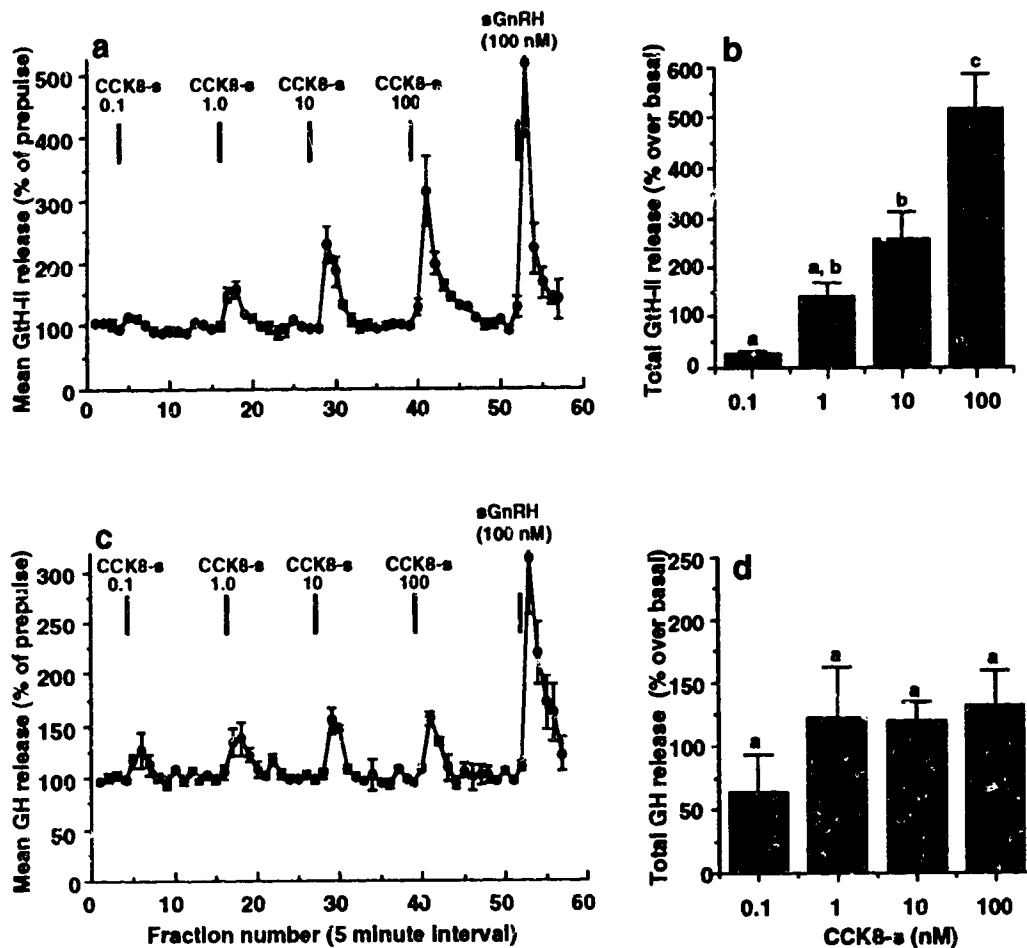 a
sGnRH
(100 nM)
CCK8-s
0.1
CCK8-s
1.0
CCK8-s
10
CCK8-s
100
Mean GtH-II release (% of prepulse)
500
400
300
200
100
0
0 10 20 30 40 50 60
b
Total GtH-II release (% over basal)
600
500
400
300
200
100
0
a
a, b
b
c
0.1 1 10 100
c
sGnRH
(100 nM)
CCK8-s
0.1
CCK8-s
1.0
CCK8-s
10
CCK8-s
100
Mean GH release (% of prepulse)
300
250
200
150
100
50
0
0 10 20 30 40 50 60
Fraction number (5 minute interval)
d
Total GH release (% over basal)
250
200
150
100
50
0
a
a
a
a
0.1 1 10 100
CCK8-s (nM)